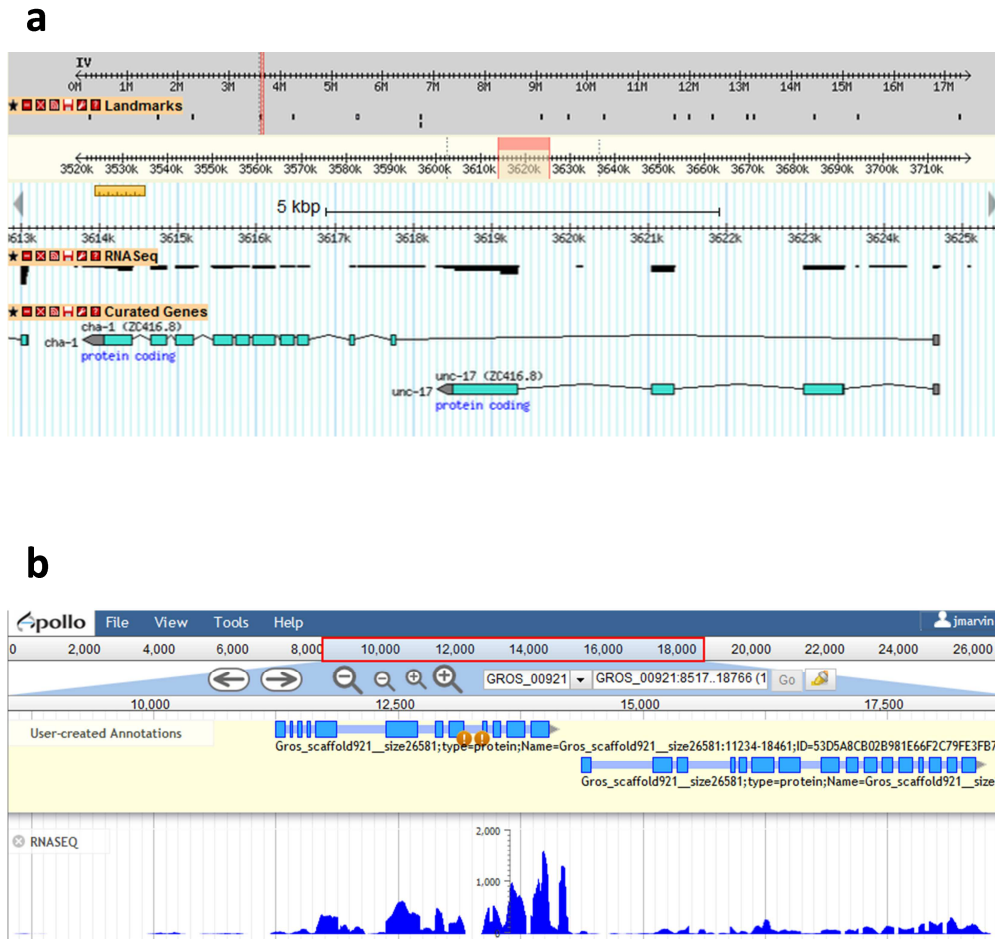 a
IV
0M 1M 2M 3M 4M 5M 6M 7M 8M 9M 10M 11M 12M 13M 14M 15M 16M 17M
Landmarks
3520k 3530k 3540k 3550k 3560k 3570k 3580k 3590k 3600k 3610k 3620k 3630k 3640k 3650k 3660k 3670k 3680k 3690k 3700k 3710k
5 kbp
3613k 3614k 3615k 3616k 3617k 3618k 3619k 3620k 3621k 3622k 3623k 3624k 3625k
RNASeq
Curated Genes
cha-1 (ZC416.8)
cha-1
protein coding
unc-17 (ZC416.8)
unc-17
protein coding
b
Apollo File View Tools Help jmarvin
0 2,000 4,000 6,000 8,000 10,000 12,000 14,000 16,000 18,000 20,000 22,000 24,000 26,000
GROS_00921 GROS_00921:8517..18766 (1 Go
10,000 12,500 15,000 17,500
User-created Annotations
Gros_scaffold921__size26581;type=protein;Name=Gros_scaffold921__size26581:11234-18461;ID=53D5A8CB02B981E66F2C79FE3FB7
Gros_scaffold921__size26581;type=protein;Name=Gros_scaffold921__size
RNASEQ
2,000
1,000
0